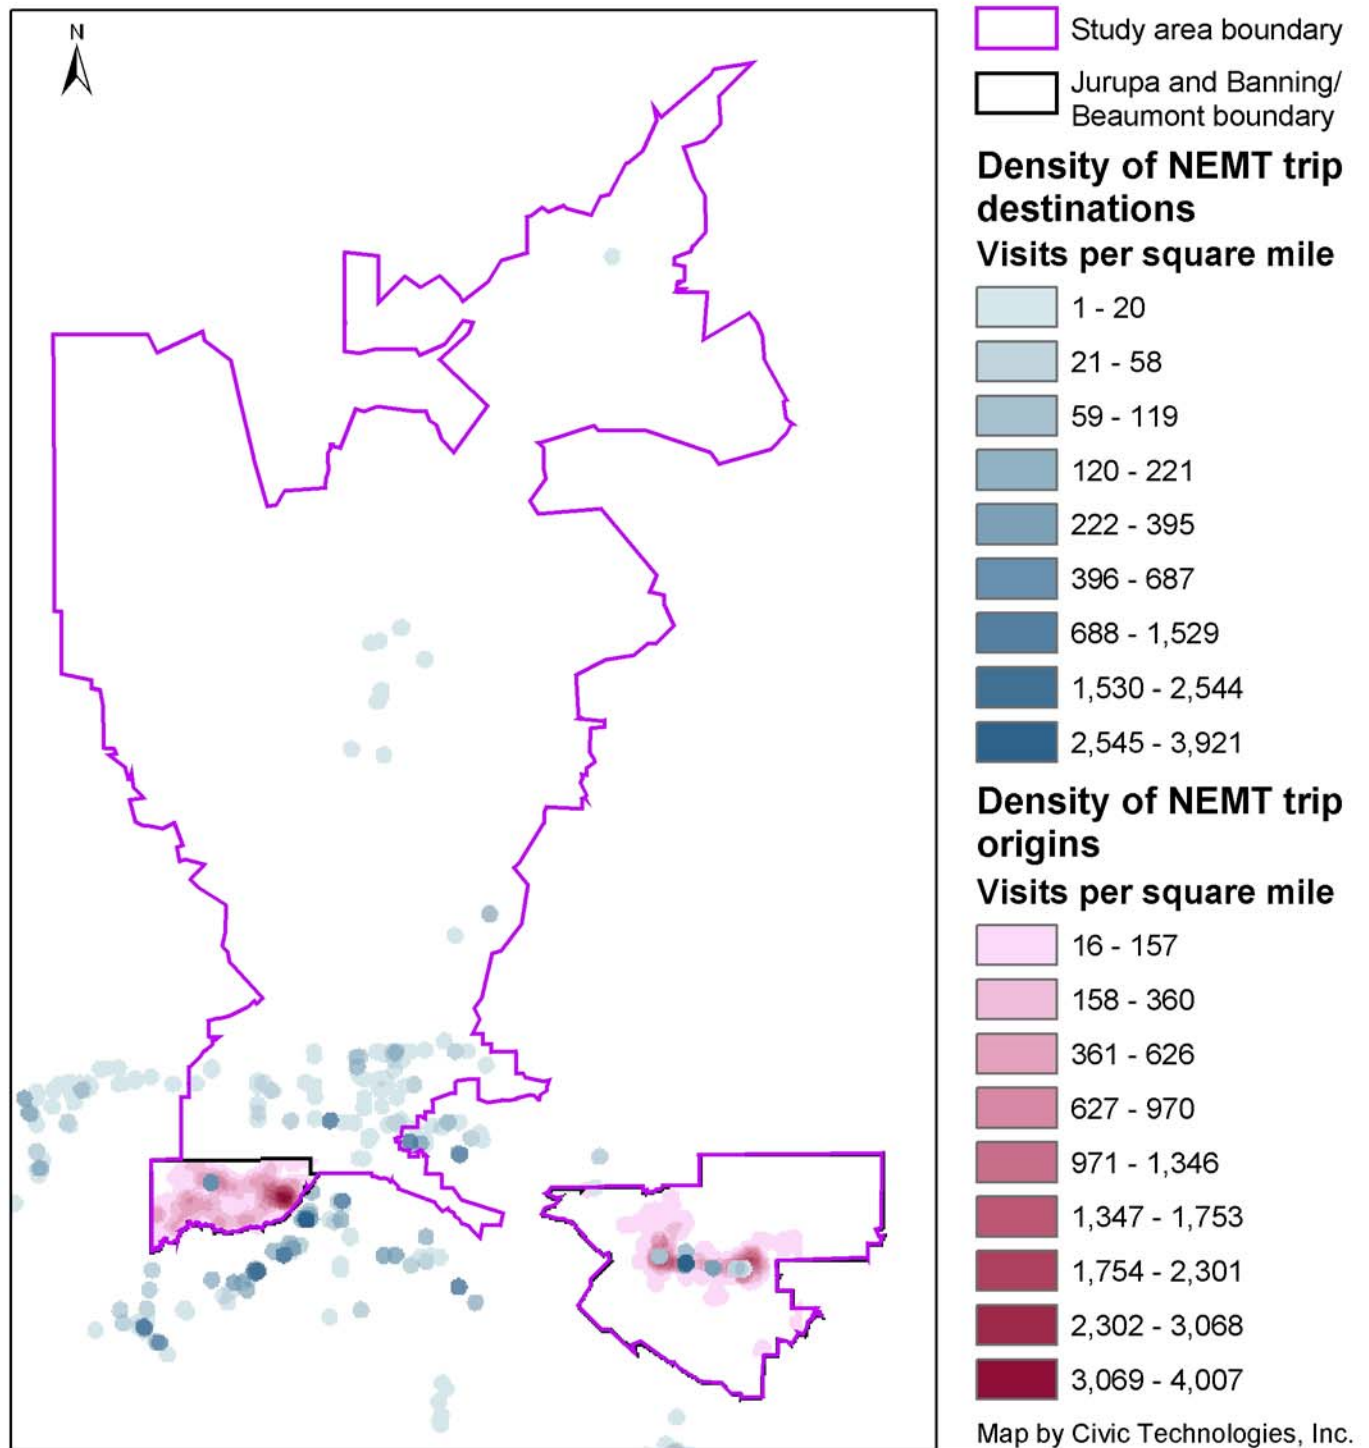 N
Study area boundary
Jurupa and Banning/
Beaumont boundary
Density of NEMT trip
destinations
Visits per square mile
1 - 20
21 - 58
59 - 119
120 - 221
222 - 395
396 - 687
688 - 1,529
1,530 - 2,544
2,545 - 3,921
Density of NEMT trip
origins
Visits per square mile
16 - 157
158 - 360
361 - 626
627 - 970
971 - 1,346
1,347 - 1,753
1,754 - 2,301
2,302 - 3,068
3,069 - 4,007
Map by Civic Technologies, Inc.